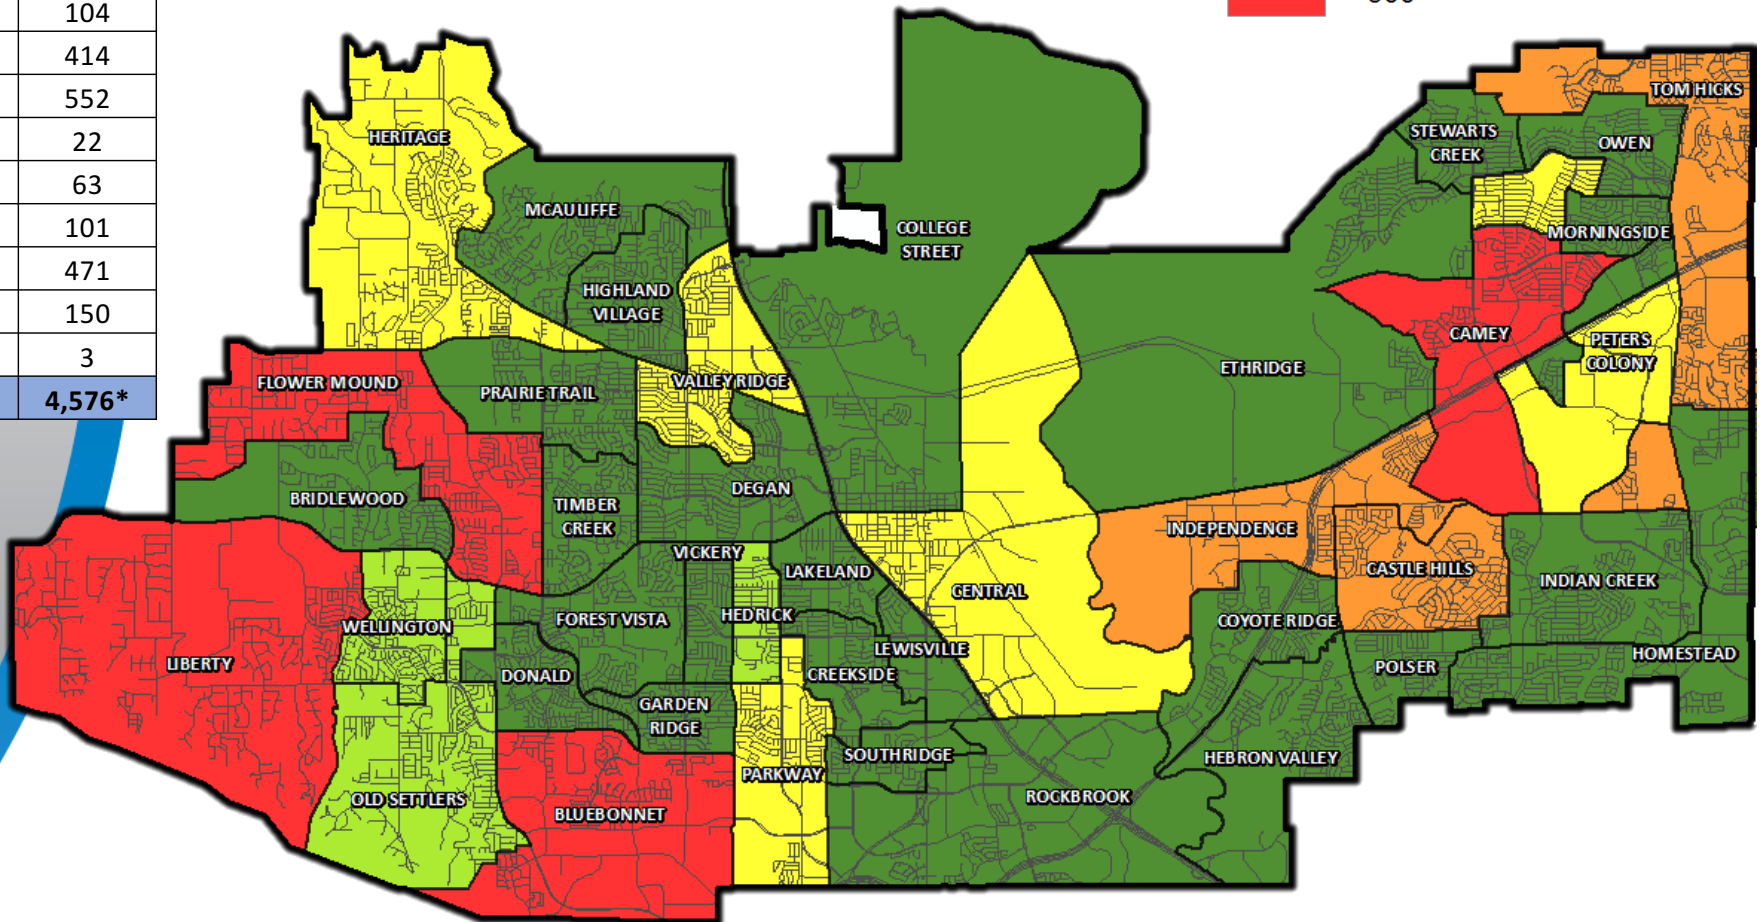 104
414
552
22
63
101
471
150
3
4,576*
HERITAGE
MCAULIFFE
HIGHLAND
VILLAGE
COLLEGE
STREET
STEWARTS
CREEK
OWEN
TOM HICKS
MORNINGSIDE
CAMEY
PETERS
COLONY
ETHRIDGE
FLOWER MOUND
PRAIRIE TRAIL
VALLEY RIDGE
BRIDLEWOOD
TIMBER
CREEK
DEGAN
VICKERY
LAKELAND
INDEPENDENCE
CASTLE HILLS
INDIAN CREEK
CENTRAL
WELLINGTON
FOREST VISTA
HEDRICK
COYOTE RIDGE
LEWISVILLE
LIBERTY
DONALD
CREEKSIDE
POLSER
HOMESTEAD
GARDEN
RIDGE
SOUTHRIDGE
HEBRON VALLEY
PARKWAY
OLD SETTLERS
BLUEBONNET
ROCKBROOK